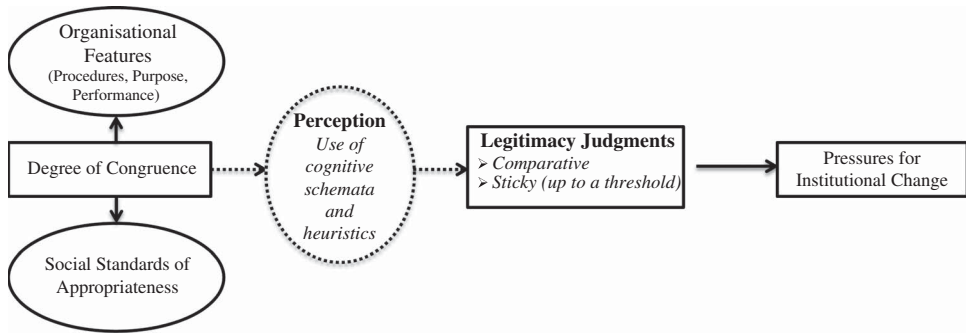 Organisational
Features
(Procedures, Purpose,
Performance)
Degree of Congruence
Social Standards of
Appropriateness
Perception
Use of
cognitive
schemata
and
heuristics
Legitimacy Judgments
➢ Comparative
➢ Sticky (up to a threshold)
Pressures for
Institutional Change